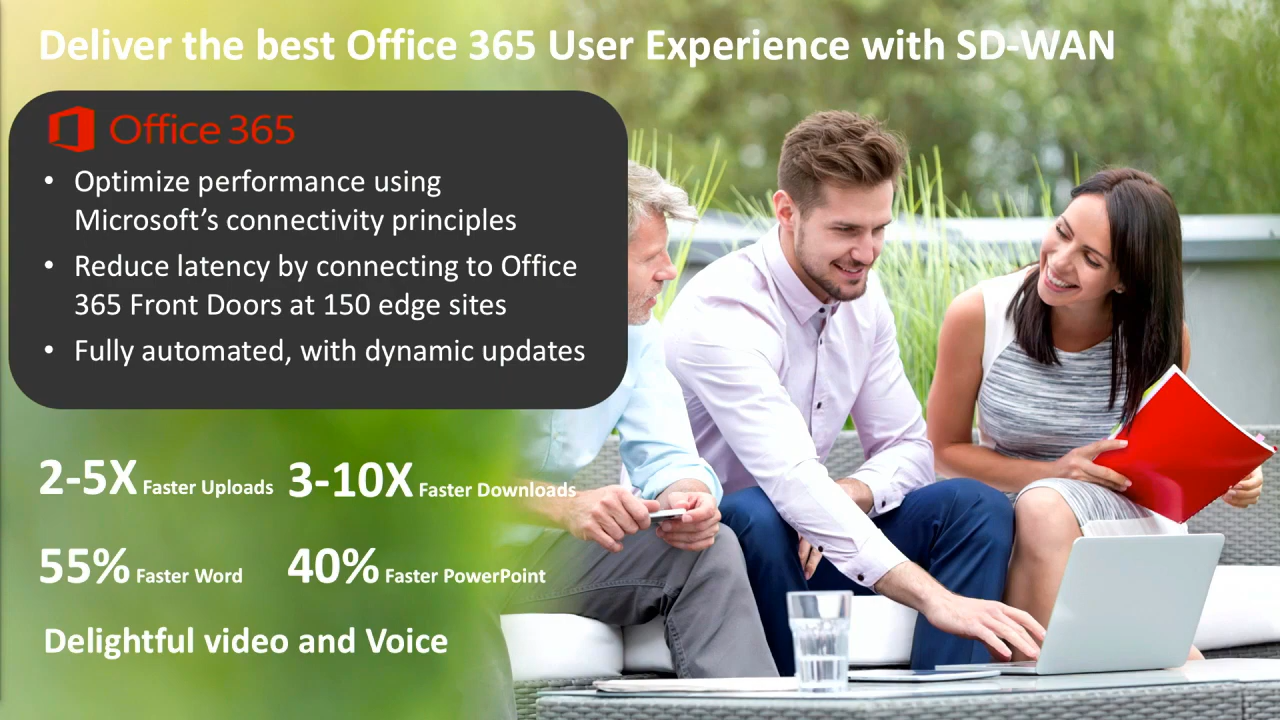 Deliver the best Office 365 User Experience with SD-WAN
Office 365
• Optimize performance using
Microsoft’s connectivity principles
• Reduce latency by connecting to Office
365 Front Doors at 150 edge sites
• Fully automated, with dynamic updates
2-5X Faster Uploads 3-10X Faster Downloads
55% Faster Word 40% Faster PowerPoint
Delightful video and Voice